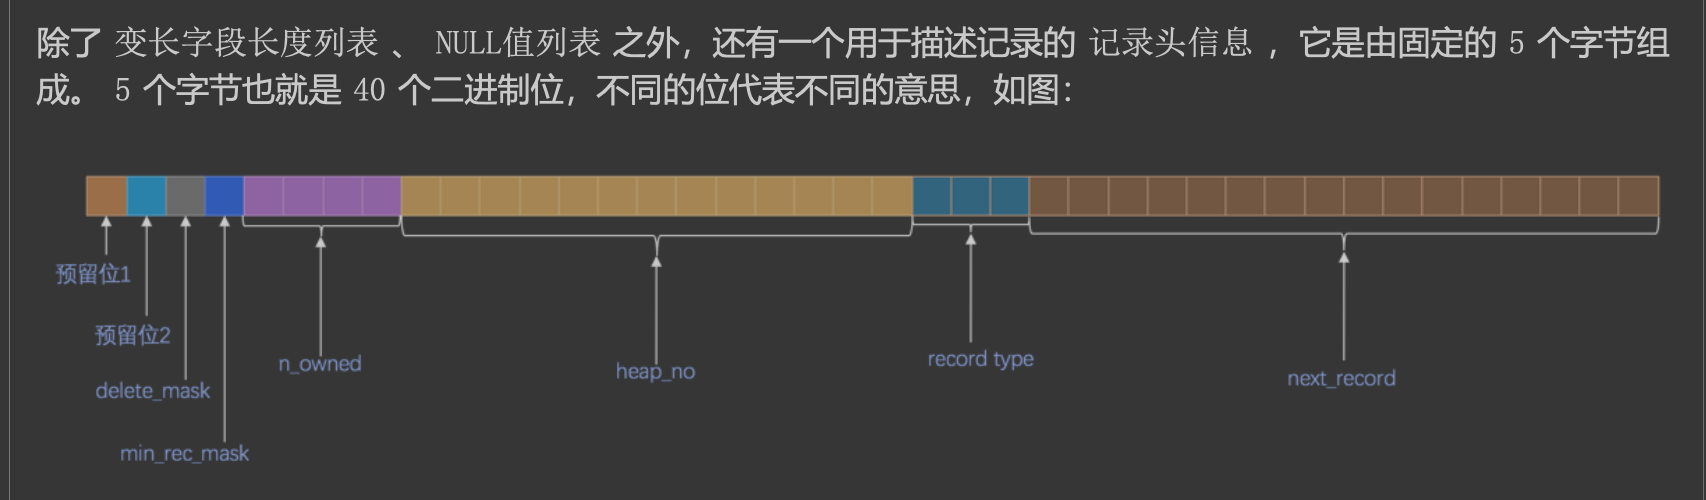 除了 变长字段长度列表 、 NULL值列表 之外，还有一个用于描述记录的 记录头信息 ，它是由固定的 5 个字节组
成。 5 个字节也就是 40 个二进制位，不同的位代表不同的意思，如图：
预留位1
预留位2
delete_mask
min_rec_mask
n_owned
heap_no
record type
next_record